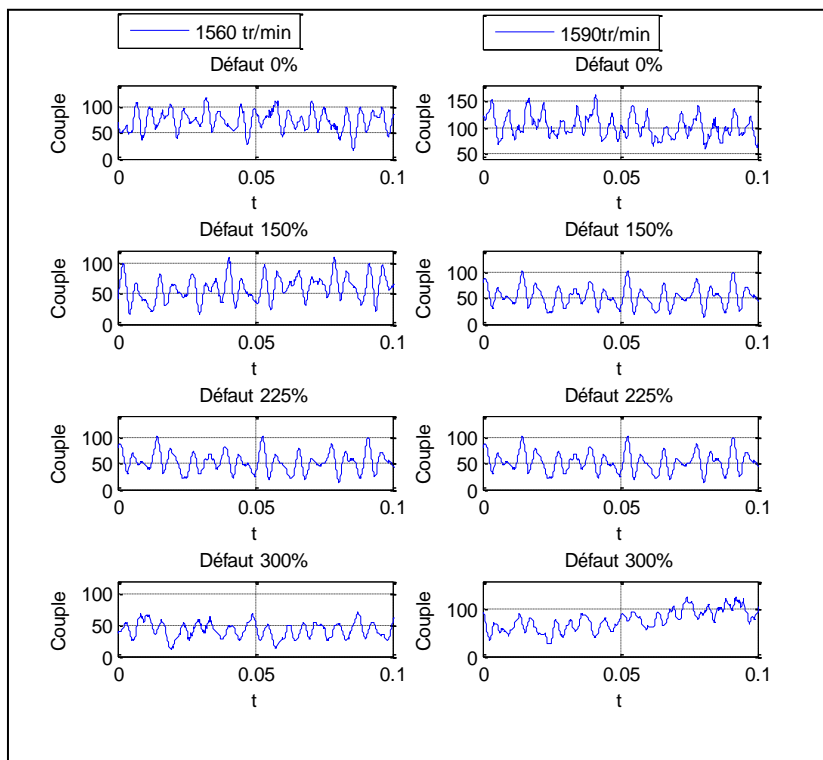 1560 tr/min
1590tr/min
Défaut 0%
Défaut 0%
Couple
100
50
0
0
0.05
0.1
Couple
150
100
50
0
0.05
0.1
t
t
Défaut 150%
Défaut 150%
Couple
100
50
0
0
0.05
0.1
t
Couple
100
50
0
0
0.05
0.1
t
Défaut 225%
Défaut 225%
Couple
100
50
0
0
0.05
0.1
t
Couple
100
50
0
0
0.05
0.1
t
Défaut 300%
Défaut 300%
Couple
100
50
0
0
0.05
0.1
t
Couple
100
0
0
0.05
0.1
t